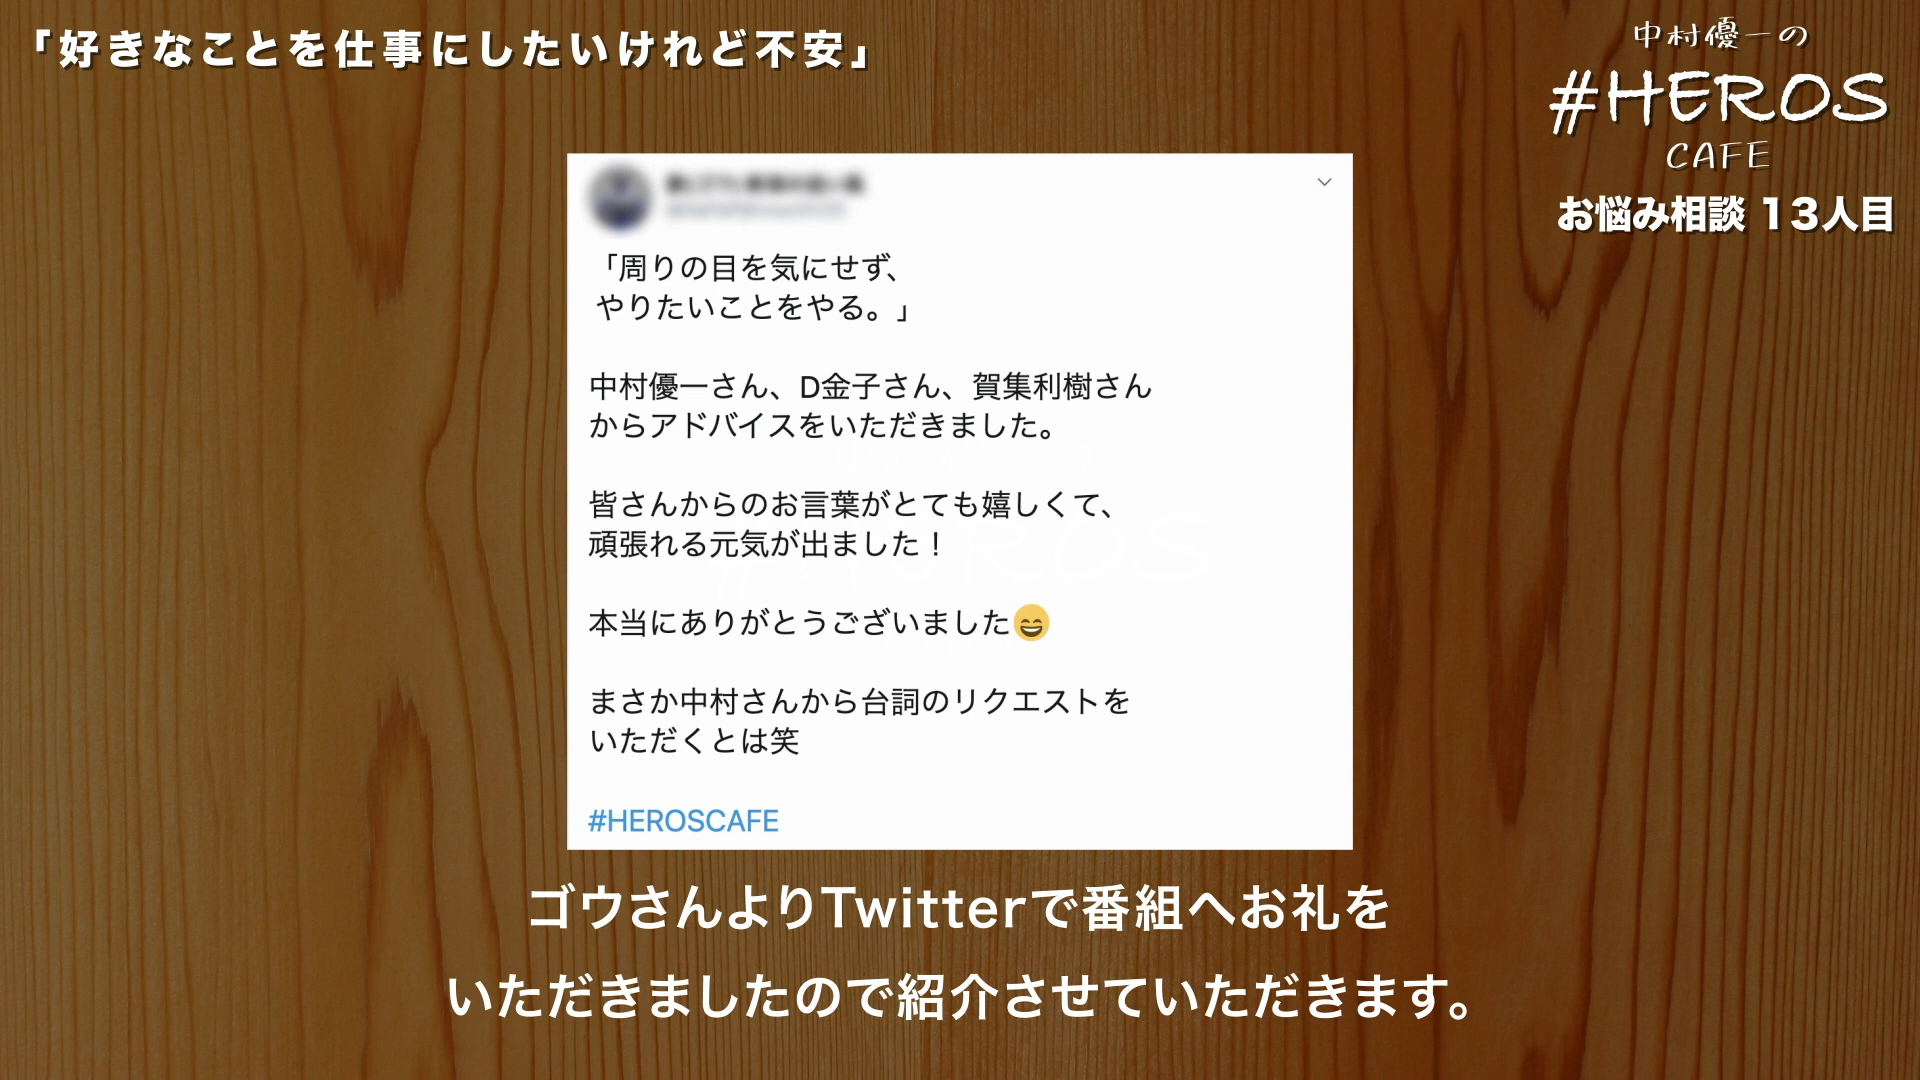 「好きなことを仕事にしたいけれど不安」
中村優一の
#HEROS
CAFE
お悩み相談 13人目
「周りの目を気にせず、
やりたいことをやる。」
中村優一さん、D金子さん、賀集利樹さん
からアドバイスをいただきました。
皆さんからのお言葉がとても嬉しくて、
頑張れる元気が出ました！
本当にありがとうございました😄
まさか中村さんから台詞のリクエストを
いただくとは笑
#HEROSCAFE
ゴウさんよりTwitterで番組へお礼を
いただきましたので紹介させていただきます。